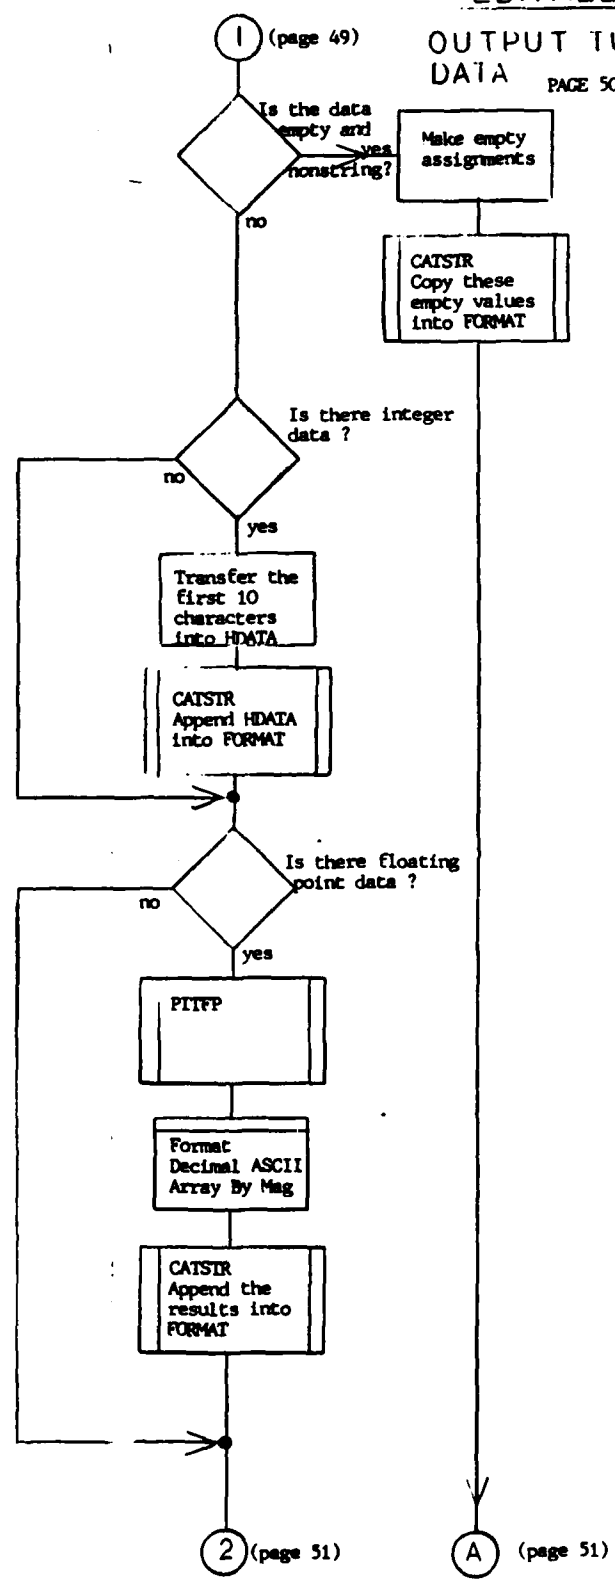 1 (page 49)
OUTPUT
DATA PAGE
Is the data
empty and
yes
nonstring?
no
Make empty
assignments
CATSTR
Copy these
empty values
into FORMAT
Is there integer
data ?
no
yes
Transfer the
first 10
characters
into HDATA
CATSTR
Append HDATA
into FORMAT
Is there floating
point data ?
no
yes
PITFP
Format
Decimal ASCII
Array By Mag
CATSTR
Append the
results into
FORMAT
2 (page 51)
A (page 51)